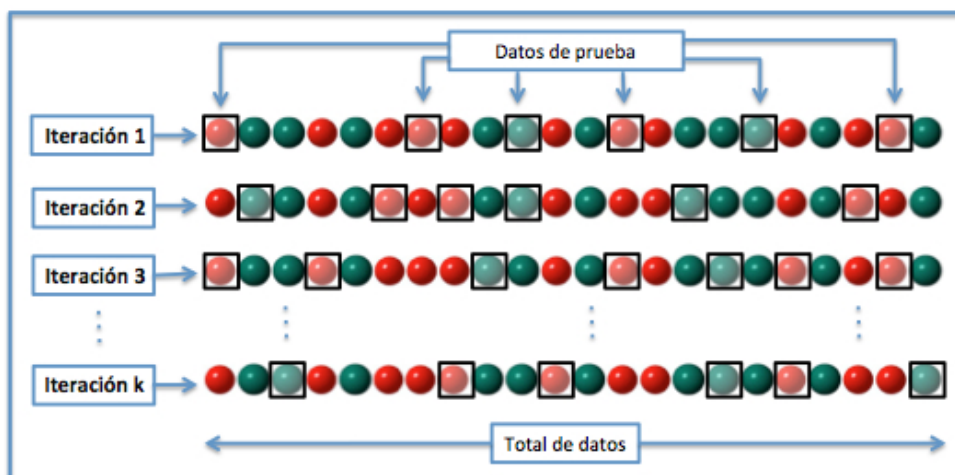 Datos de prueba
Iteración 1
Iteración 2
Iteración 3
Iteración k
Total de datos